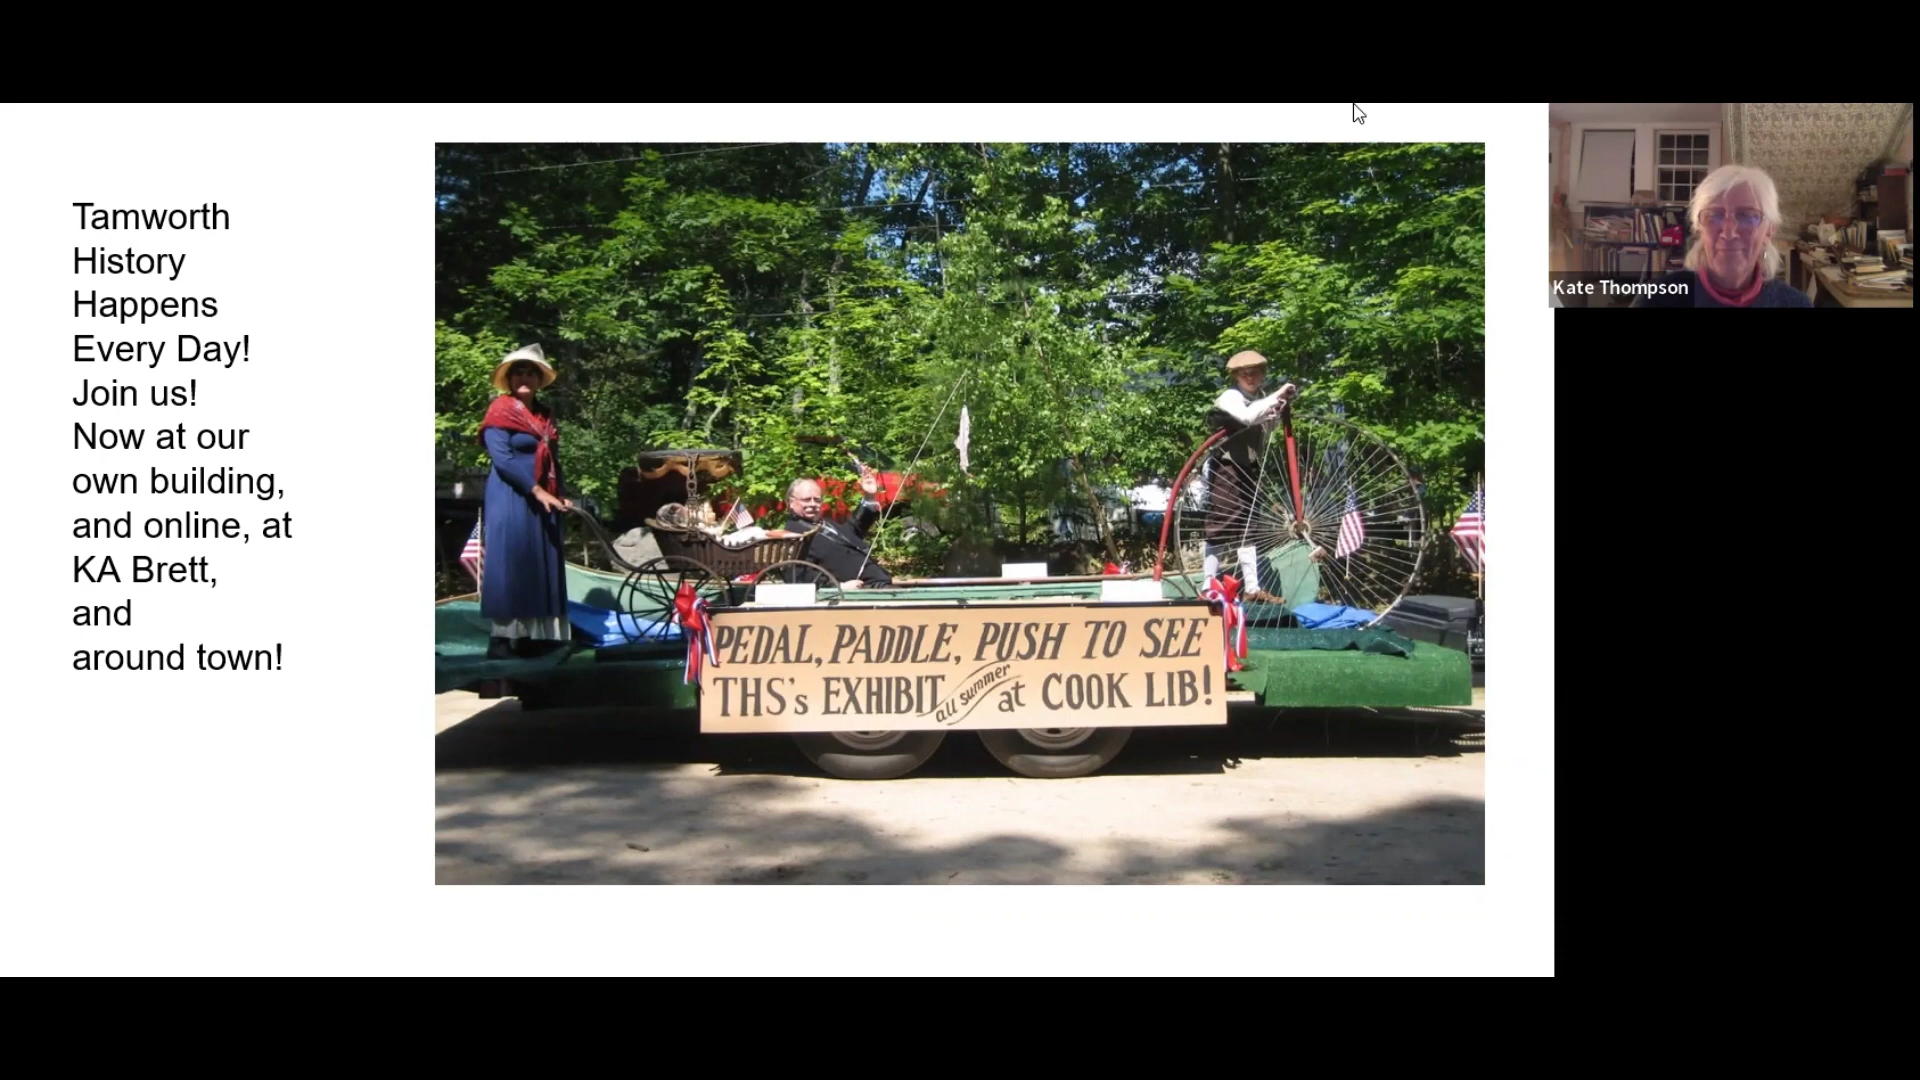 Tamworth
History
Happens
Every Day!
Join us!
Now at our
own building,
and online, at
KA Brett,
and
around town!
PEDAL, PADDLE, PUSH TO SEE
THS's EXHIBIT all summer at COOK LIB!
Kate Thompson